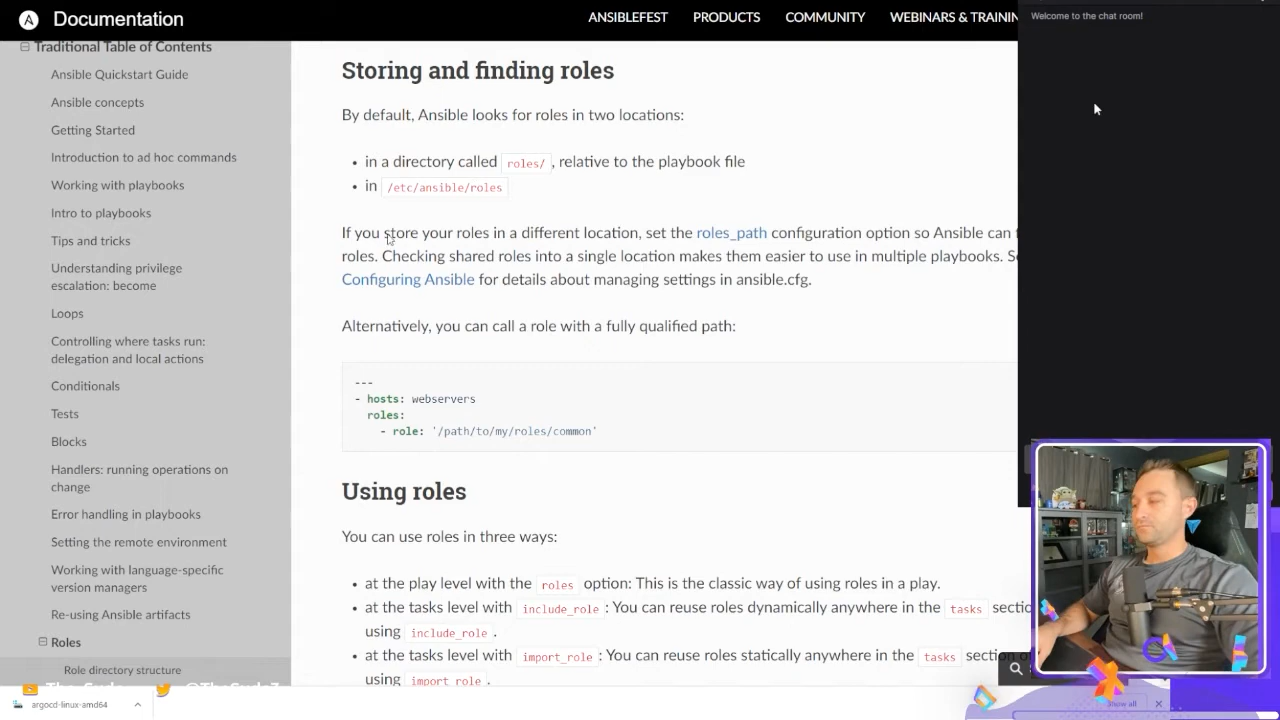 Documentation
ANSIBLEFEST
PRODUCTS
COMMUNITY
WEBINARS & TRAININ
Traditional Table of Contents
Ansible Quickstart Guide
Ansible concepts
Getting Started
Introduction to ad hoc commands
Working with playbooks
Intro to playbooks
Tips and tricks
Understanding privilege
escalation: become
Loops
Controlling where tasks run:
delegation and local actions
Conditionals
Tests
Blocks
Handlers: running operations on
change
Error handling in playbooks
Setting the remote environment
Working with language-specific
version managers
Re-using Ansible artifacts
Roles
Role directory structure
Storing and finding roles
By default, Ansible looks for roles in two locations:
• in a directory called roles/ , relative to the playbook file
• in /etc/ansible/roles
If you store your roles in a different location, set the roles_path configuration option so Ansible can
roles. Checking shared roles into a single location makes them easier to use in multiple playbooks.
Configuring Ansible for details about managing settings in ansible.cfg.
Alternatively, you can call a role with a fully qualified path:
---
- hosts: webservers
roles:
- role: '/path/to/my/roles/common'
Using roles
You can use roles in three ways:
• at the play level with the roles option: This is the classic way of using roles in a play.
• at the tasks level with include_role : You can reuse roles dynamically anywhere in the tasks
using include_role .
• at the tasks level with import_role : You can reuse roles statically anywhere in the tasks section
using import_role .
Welcome to the chat room!
argocd-linux-amd64